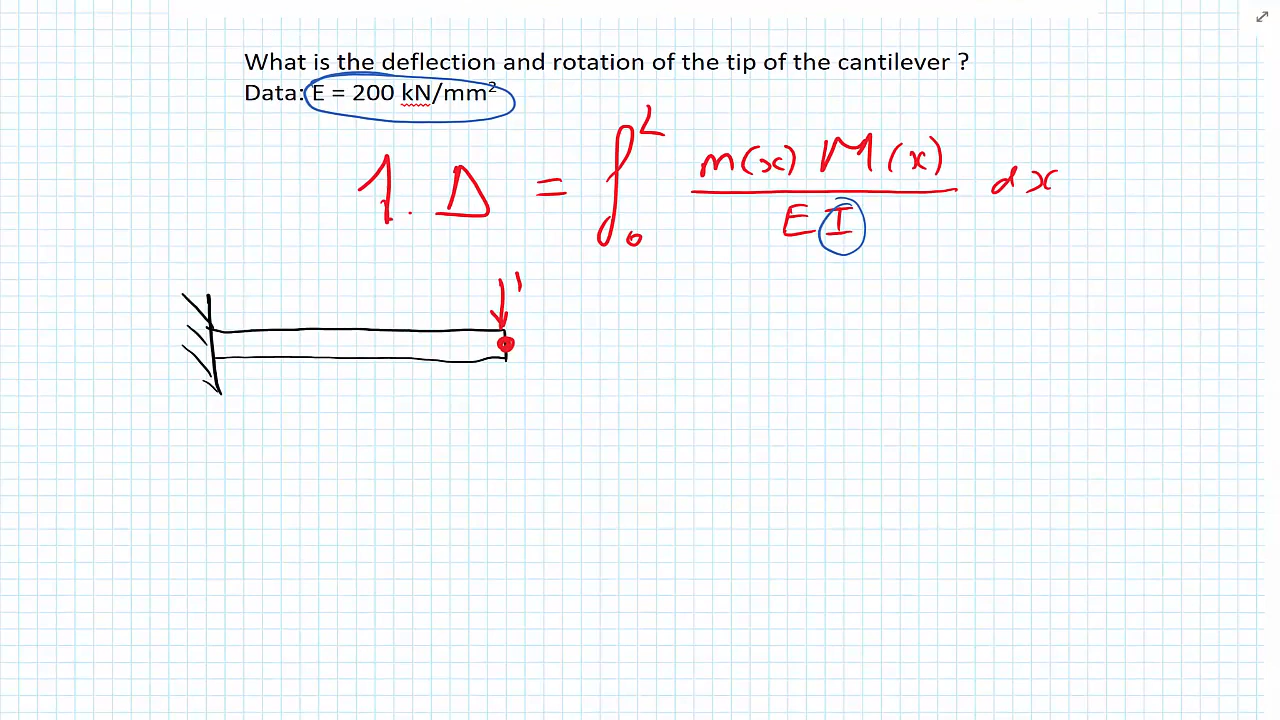 What is the deflection and rotation of the tip of the cantilever ?
Data: E = 200 kN/mm²
1. Δ = ∫₀ᴸ m(x) M(x) / EI dx
1